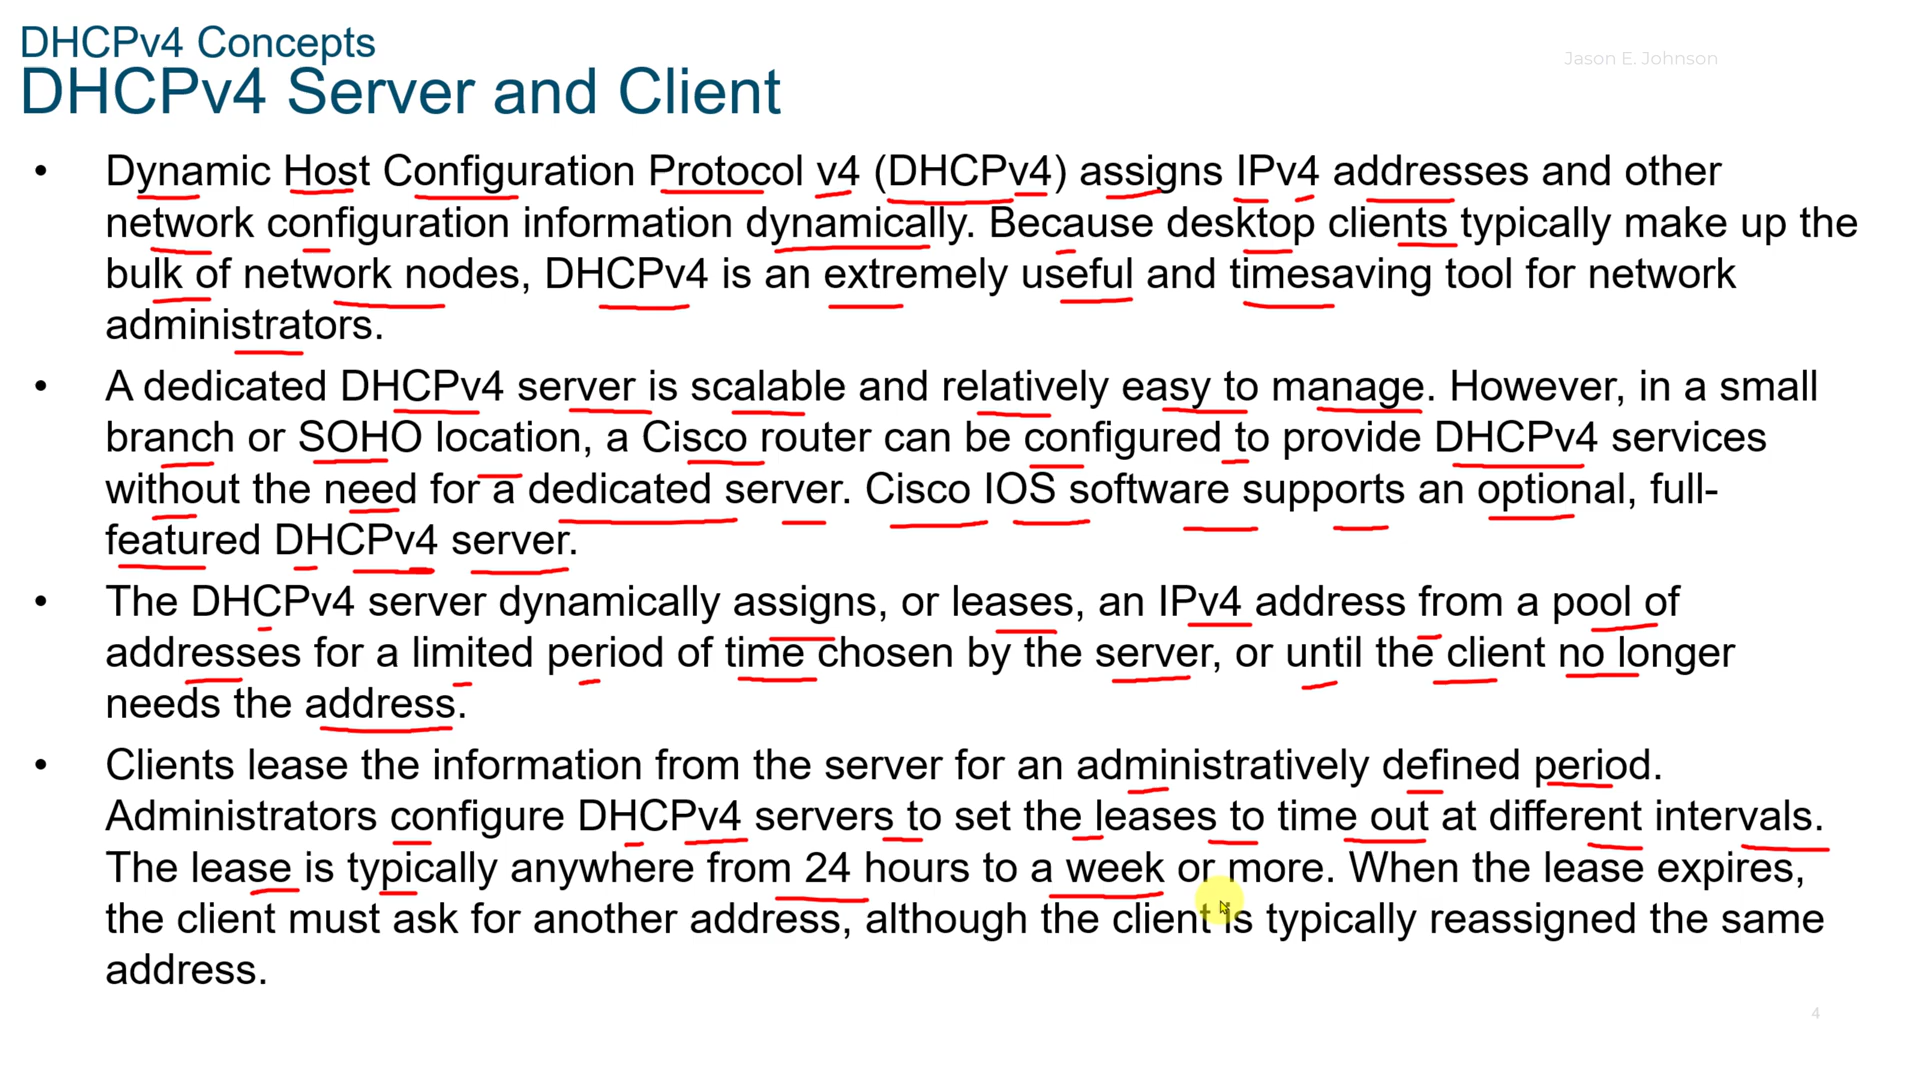 DHCPv4 Concepts
Jason E. Johnson
DHCPv4 Server and Client
• Dynamic Host Configuration Protocol v4 (DHCPv4) assigns IPv4 addresses and other
network configuration information dynamically. Because desktop clients typically make up the
bulk of network nodes, DHCPv4 is an extremely useful and timesaving tool for network
administrators.
• A dedicated DHCPv4 server is scalable and relatively easy to manage. However, in a small
branch or SOHO location, a Cisco router can be configured to provide DHCPv4 services
without the need for a dedicated server. Cisco IOS software supports an optional, full-
featured DHCPv4 server.
• The DHCPv4 server dynamically assigns, or leases, an IPv4 address from a pool of
addresses for a limited period of time chosen by the server, or until the client no longer
needs the address.
• Clients lease the information from the server for an administratively defined period.
Administrators configure DHCPv4 servers to set the leases to time out at different intervals.
The lease is typically anywhere from 24 hours to a week or more. When the lease expires,
the client must ask for another address, although the client is typically reassigned the same
address.
4